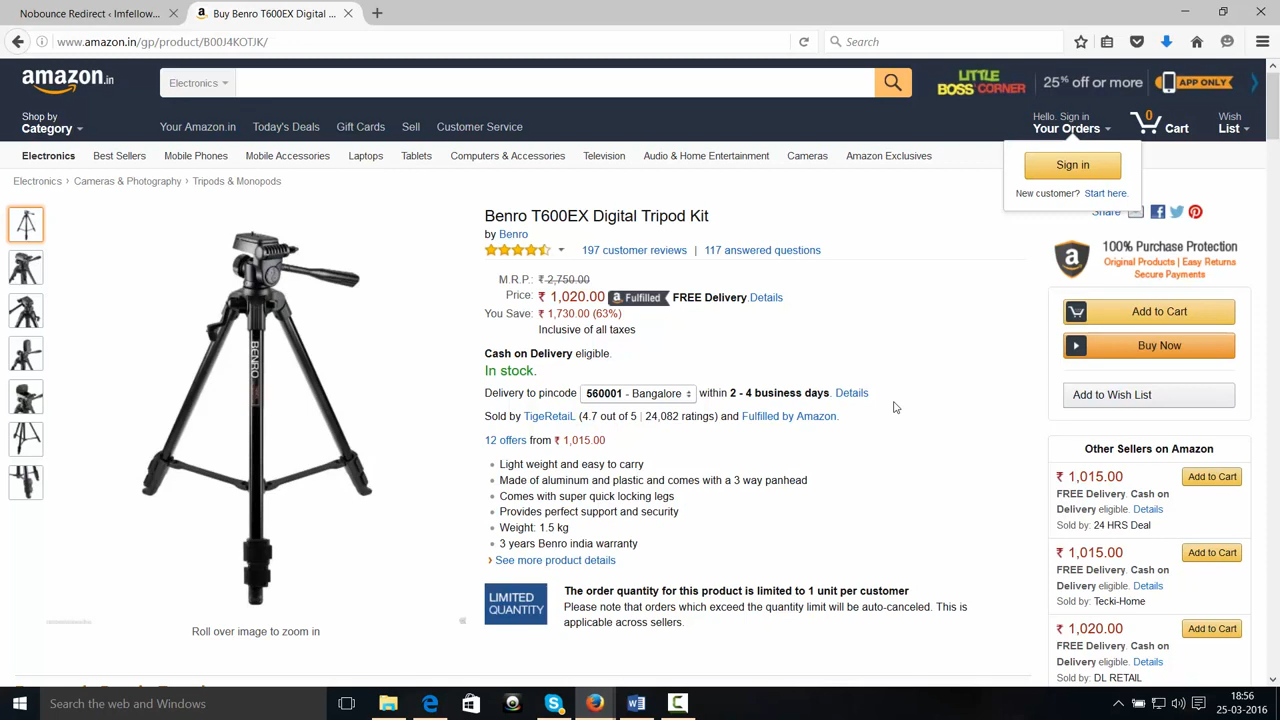 Nobounce Redirect ‹ Imfellow...
Buy Benro T600EX Digital ...
www.amazon.in/gp/product/B00J4KOTJK/
Search
amazon.in
Electronics
LITTLE BOSS' CORNER
25% off or more
APP ONLY
Shop by
Category
Your Amazon.in
Today's Deals
Gift Cards
Sell
Customer Service
Hello. Sign in
Your Orders
0
Cart
Wish
List
Electronics
Best Sellers
Mobile Phones
Mobile Accessories
Laptops
Tablets
Computers & Accessories
Television
Audio & Home Entertainment
Cameras
Amazon Exclusives
Sign in
New customer? Start here.
Electronics › Cameras & Photography › Tripods & Monopods
Share
Benro T600EX Digital Tripod Kit
by Benro
197 customer reviews | 117 answered questions
M.R.P.: ₹ 2,750.00
Price: ₹ 1,020.00 Fulfilled FREE Delivery.Details
You Save: ₹ 1,730.00 (63%)
Inclusive of all taxes
Cash on Delivery eligible.
In stock.
Delivery to pincode 560001 - Bangalore within 2 - 4 business days. Details
Sold by TigeRetaiL (4.7 out of 5 | 24,082 ratings) and Fulfilled by Amazon.
12 offers from ₹ 1,015.00
• Light weight and easy to carry
• Made of aluminum and plastic and comes with a 3 way panhead
• Comes with super quick locking legs
• Provides perfect support and security
• Weight: 1.5 kg
• 3 years Benro india warranty
› See more product details
LIMITED
QUANTITY
The order quantity for this product is limited to 1 unit per customer
Please note that orders which exceed the quantity limit will be auto-canceled. This is
applicable across sellers.
BENRO
Roll over image to zoom in
100% Purchase Protection
Original Products | Easy Returns
Secure Payments
Add to Cart
Buy Now
Add to Wish List
Other Sellers on Amazon
₹ 1,015.00 Add to Cart
FREE Delivery. Cash on
Delivery eligible. Details
Sold by: 24 HRS Deal
₹ 1,015.00 Add to Cart
FREE Delivery. Cash on
Delivery eligible. Details
Sold by: Tecki-Home
₹ 1,020.00 Add to Cart
FREE Delivery. Cash on
Delivery eligible. Details
Sold by: DL RETAIL
Search the web and Windows
18:56
25-03-2016